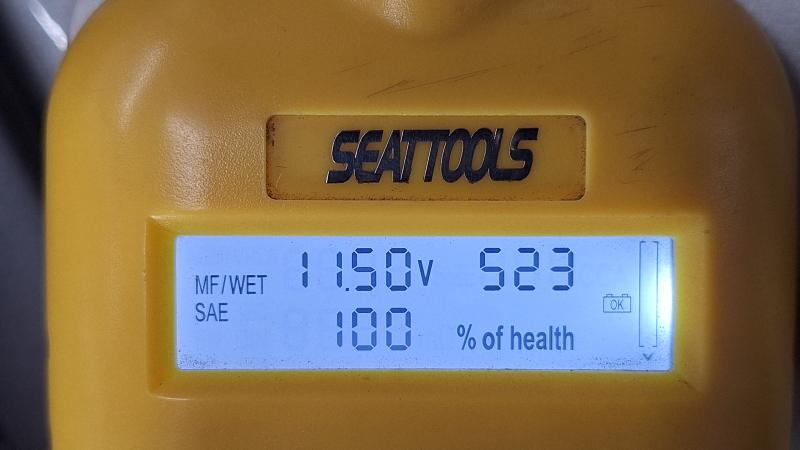 SEATTOOLS
MF/WET 11.50V 523
SAE
OK
100 % of health